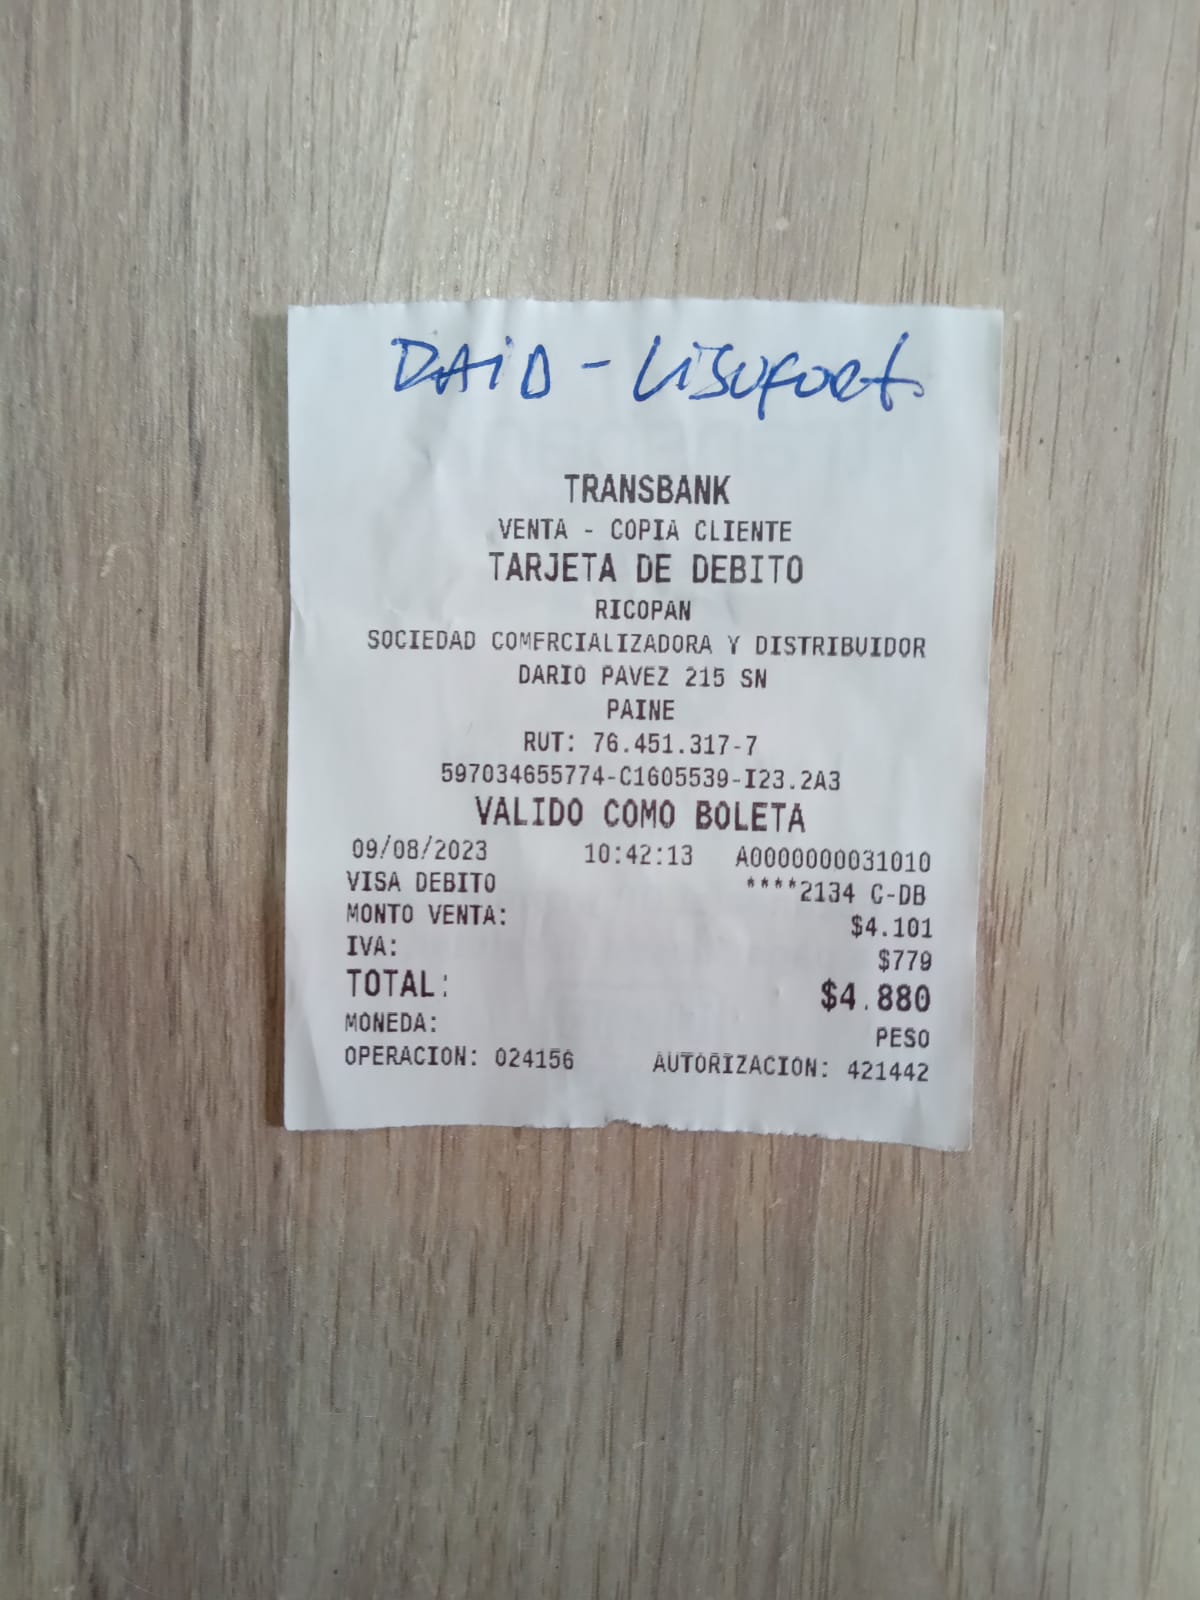 DAiD - Lisofort.
TRANSBANK
VENTA - COPIA CLIENTE
TARJETA DE DEBITO
RICOPAN
SOCIEDAD COMERCIALIZADORA Y DISTRIBUIDOR
DARIO PAVEZ 215 SN
PAINE
RUT: 76.451.317-7
597034655774-C1605539-I23.2A3
VALIDO COMO BOLETA
09/08/2023 10:42:13 A0000000031010
VISA DEBITO ****2134 C-DB
MONTO VENTA: $4.101
IVA: $779
TOTAL: $4.880
MONEDA: PESO
OPERACION: 024156 AUTORIZACION: 421442